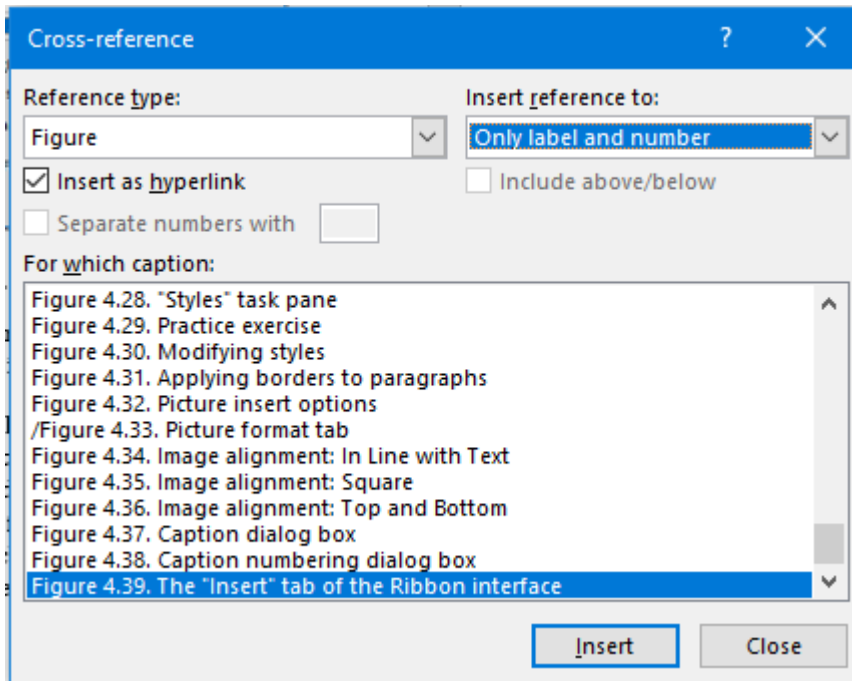 Cross-reference ?
Reference type:
Insert reference to:
Figure
Only label and number
Insert as hyperlink
Include above/below
Separate numbers with
For which caption:
Figure 4.28. "Styles" task pane
Figure 4.29. Practice exercise
Figure 4.30. Modifying styles
Figure 4.31. Applying borders to paragraphs
Figure 4.32. Picture insert options
/Figure 4.33. Picture format tab
Figure 4.34. Image alignment: In Line with Text
Figure 4.35. Image alignment: Square
Figure 4.36. Image alignment: Top and Bottom
Figure 4.37. Caption dialog box
Figure 4.38. Caption numbering dialog box
Figure 4.39. The "Insert" tab of the Ribbon interface
Insert
Close